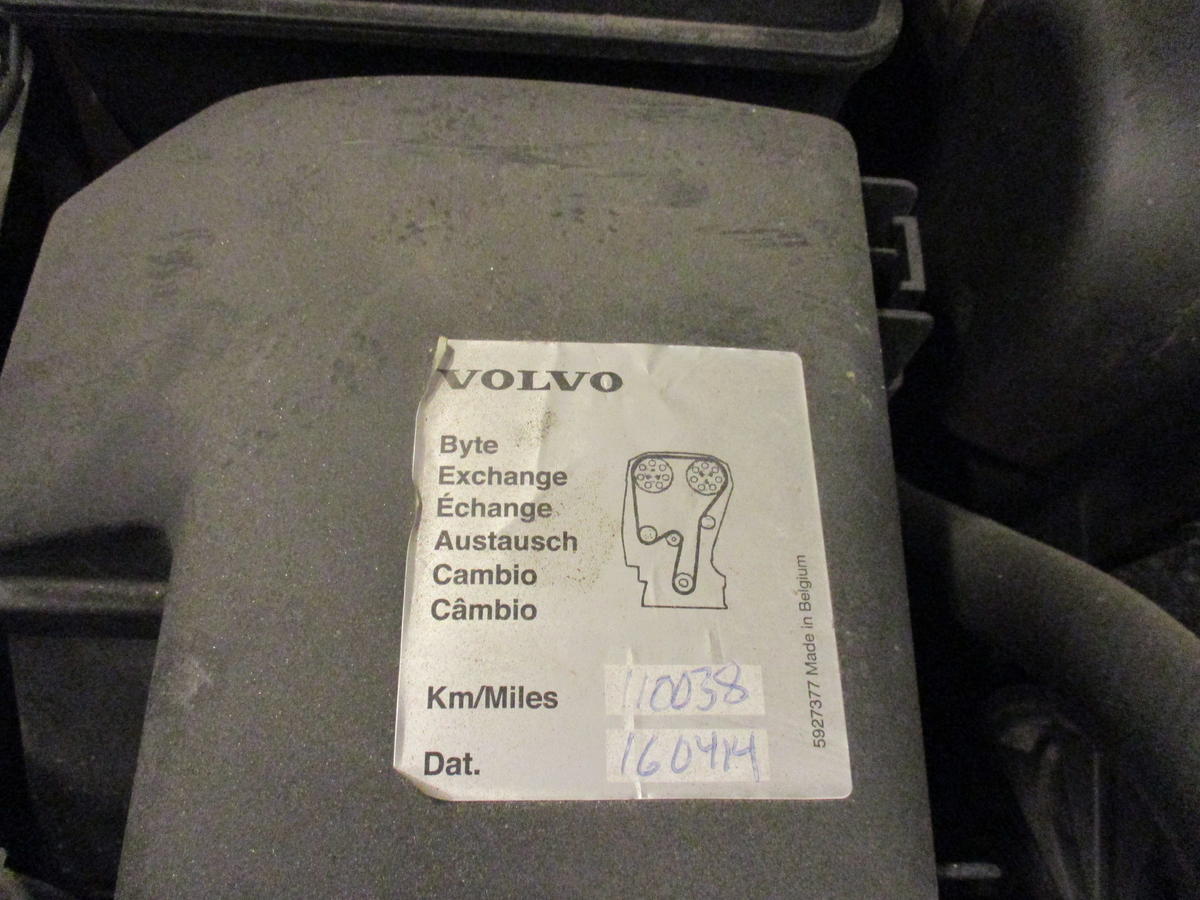 VOLVO
Byte
Exchange
Échange
Austausch
Cambio
Câmbio
Km/Miles 110038
Dat. 160414
5927377 Made in Belgium